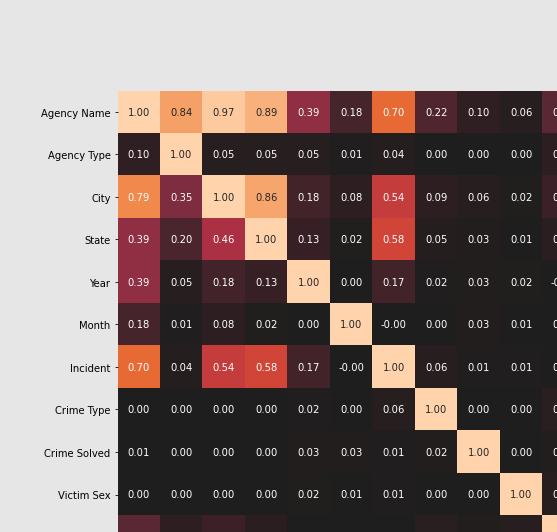 Agency Name 1.00 0.84 0.97 0.89 0.39 0.18 0.70 0.22 0.10 0.06
Agency Type 0.10 1.00 0.05 0.05 0.05 0.01 0.04 0.00 0.00 0.00
City 0.79 0.35 1.00 0.86 0.18 0.08 0.54 0.09 0.06 0.02
State 0.39 0.20 0.46 1.00 0.13 0.02 0.58 0.05 0.03 0.01
Year 0.39 0.05 0.18 0.13 1.00 0.00 0.17 0.02 0.03 0.02
Month 0.18 0.01 0.08 0.02 0.00 1.00 -0.00 0.00 0.03 0.01
Incident 0.70 0.04 0.54 0.58 0.17 -0.00 1.00 0.06 0.01 0.01
Crime Type 0.00 0.00 0.00 0.00 0.02 0.00 0.06 1.00 0.00 0.00
Crime Solved 0.01 0.00 0.00 0.00 0.03 0.03 0.01 0.02 1.00 0.00
Victim Sex 0.00 0.00 0.00 0.00 0.02 0.01 0.01 0.00 0.00 1.00